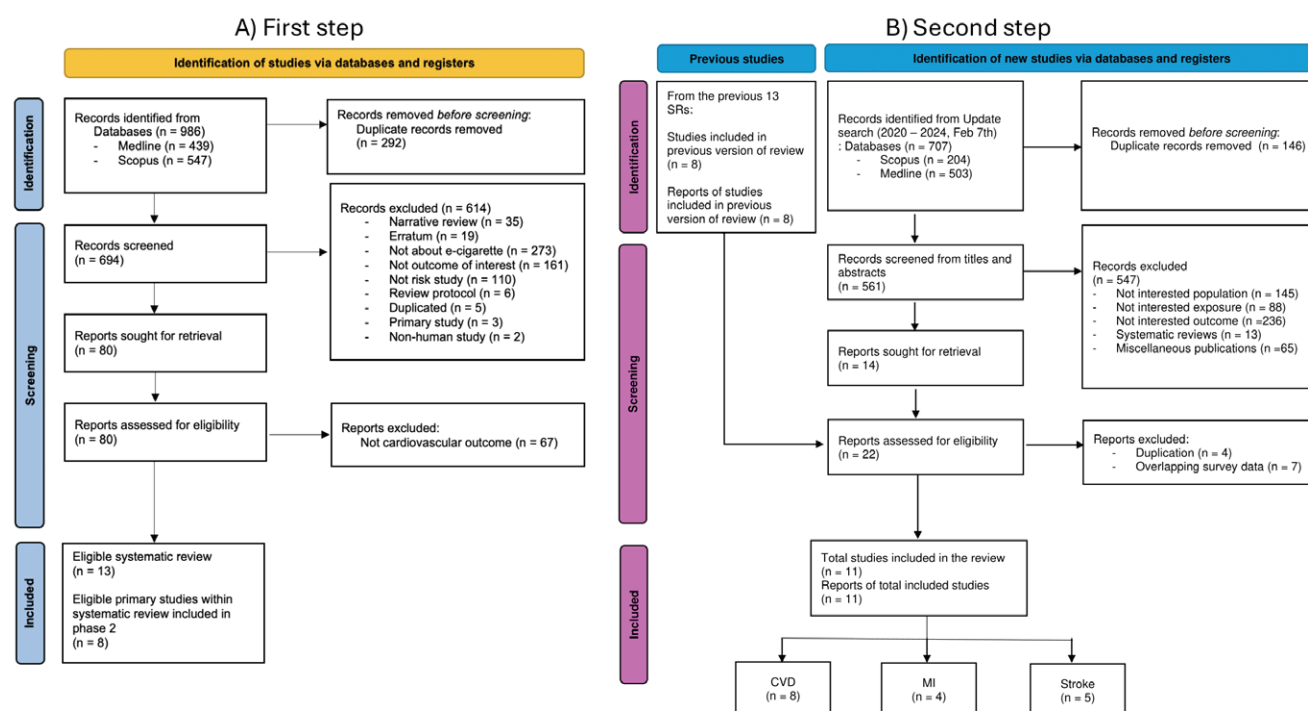 A) First step
Identification of studies via databases and registers
Identification
Records identified from
Databases (n = 986)
- Medline (n = 439)
- Scopus (n = 547)
Records removed before screening:
Duplicate records removed
(n = 292)
Screening
Records screened
(n = 694)
Records excluded (n = 614)
- Narrative review (n = 35)
- Erratum (n = 19)
- Not about e-cigarette (n = 273)
- Not outcome of interest (n = 161)
- Not risk study (n = 110)
- Review protocol (n = 6)
- Duplicated (n = 5)
- Primary study (n = 3)
- Non-human study (n = 2)
Reports sought for retrieval
(n = 80)
Reports assessed for eligibility
(n = 80)
Reports excluded:
Not cardiovascular outcome (n = 67)
Included
Eligible systematic review
(n = 13)
Eligible primary studies within
systematic review included in
phase 2
(n = 8)
B) Second step
Previous studies
Identification of new studies via databases and registers
Identification
From the previous 13
SRs:
Studies included in
previous version of review
(n = 8)
Reports of studies
included in previous
version of review (n = 8)
Records identified from Update
search (2020 – 2024, Feb 7th)
: Databases (n = 707)
- Scopus (n = 204)
- Medline (n = 503)
Records removed before screening:
Duplicate records removed (n = 146)
Screening
Records screened from titles and
abstracts
(n = 561)
Records excluded
(n = 547)
- Not interested population (n = 145)
- Not interested exposure (n = 88)
- Not interested outcome (n =236)
- Systematic reviews (n = 13)
- Miscellaneous publications (n =65)
Reports sought for retrieval
(n = 14)
Reports assessed for eligibility
(n = 22)
Reports excluded:
- Duplication (n = 4)
- Overlapping survey data (n = 7)
Included
Total studies included in the review
(n = 11)
Reports of total included studies
(n = 11)
CVD
(n = 8)
MI
(n = 4)
Stroke
(n = 5)